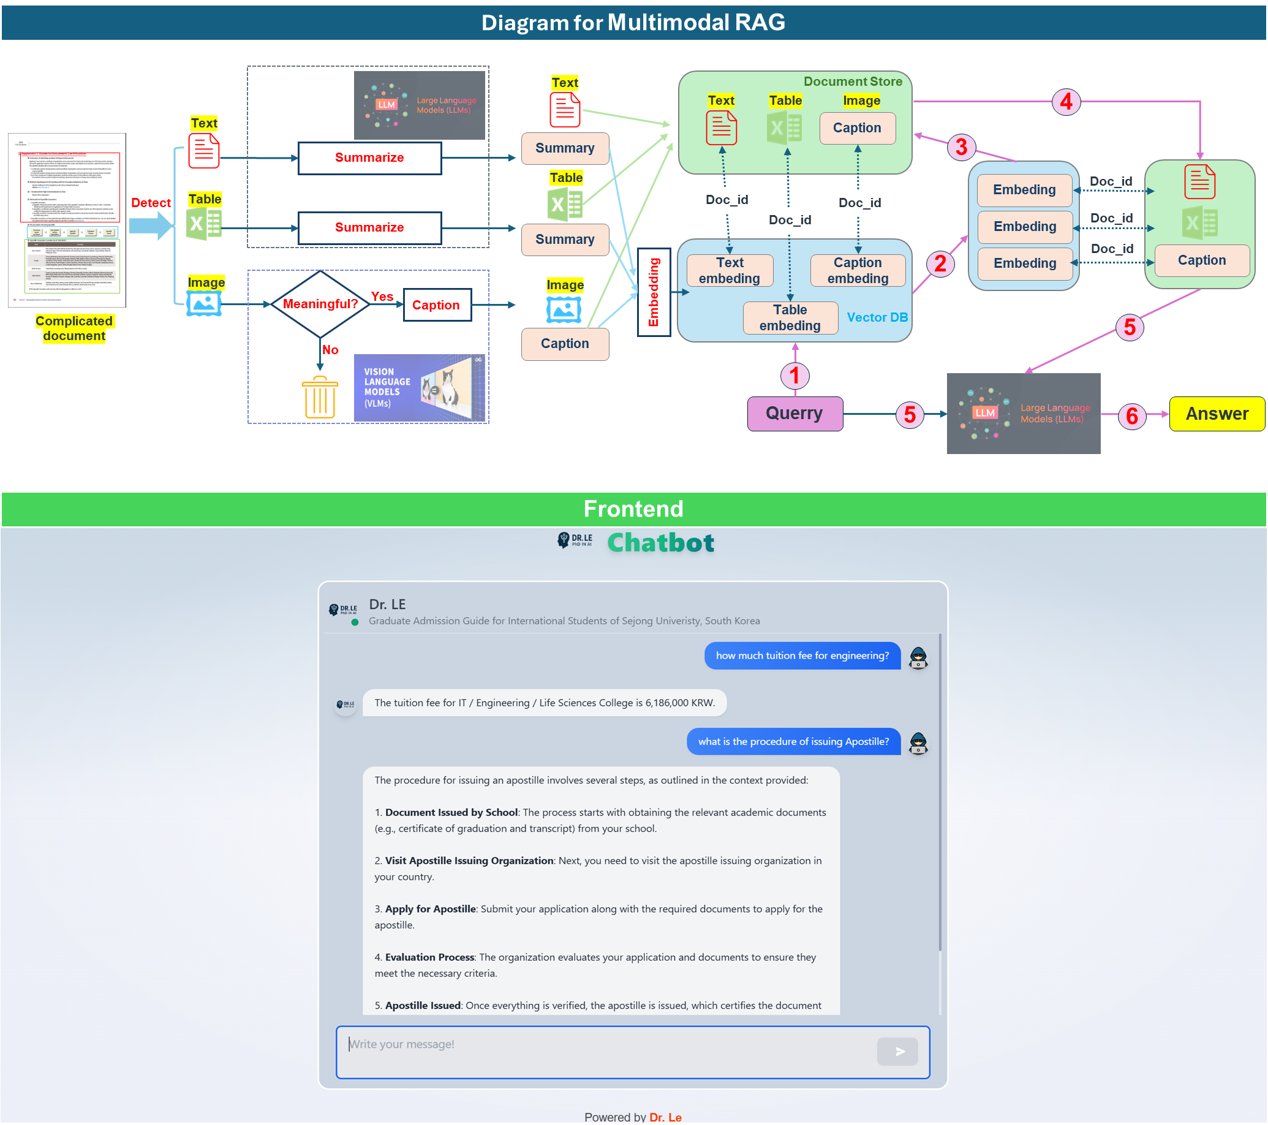 Diagram for Multimodal RAG
Complicated
document
Detect
Text
Table
Image
LLM
Large Language
Models (LLMs)
Summarize
Summarize
Meaningful?
Yes
No
Caption
VISION
LANGUAGE
MODELS
(VLMs)
Text
Summary
Table
Summary
Image
Caption
Embedding
Document Store
Text
Table
Image
Caption
Doc_id
Doc_id
Doc_id
Text
embeding
Caption
embeding
Table
embeding
Vector DB
1
Querry
2
3
4
Embeding
Embeding
Embeding
Doc_id
Doc_id
Doc_id
Caption
5
5
LLM
Large Language
Models (LLMs)
6
Answer
Frontend
DR.LE
PHD IN AI
Chatbot
DR.LE
PHD IN AI
Dr. LE
Graduate Admission Guide for International Students of Sejong Univeristy, South Korea
how much tuition fee for engineering?
DR.LE
The tuition fee for IT / Engineering / Life Sciences College is 6,186,000 KRW.
what is the procedure of issuing Apostille?
The procedure for issuing an apostille involves several steps, as outlined in the context provided:
1. Document Issued by School: The process starts with obtaining the relevant academic documents
(e.g., certificate of graduation and transcript) from your school.
2. Visit Apostille Issuing Organization: Next, you need to visit the apostille issuing organization in
your country.
3. Apply for Apostille: Submit your application along with the required documents to apply for the
apostille.
4. Evaluation Process: The organization evaluates your application and documents to ensure they
meet the necessary criteria.
5. Apostille Issued: Once everything is verified, the apostille is issued, which certifies the document
Write your message!
Powered by Dr. Le